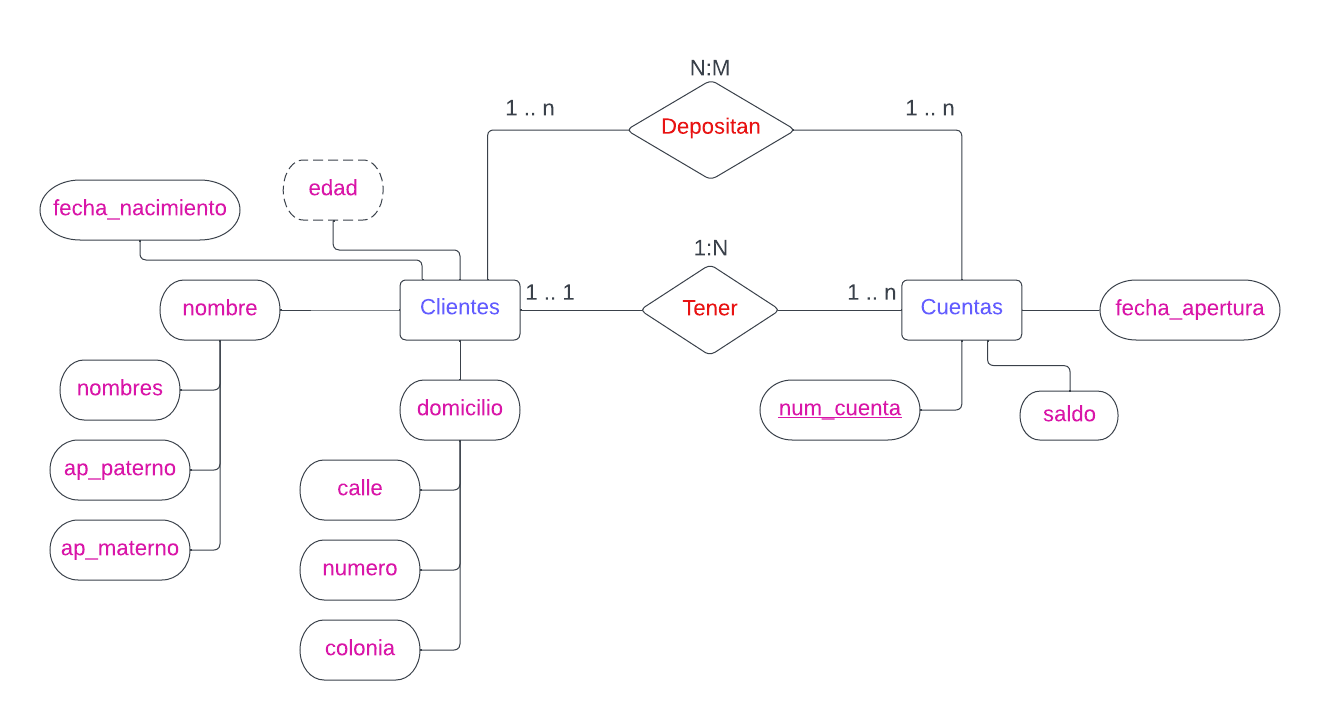 N:M
1 .. n
Depositan
1 .. n
edad
fecha_nacimiento
1:N
nombre
Clientes
1 .. 1
Tener
1 .. n
Cuentas
fecha_apertura
nombres
domicilio
num_cuenta
saldo
ap_paterno
calle
ap_materno
numero
colonia